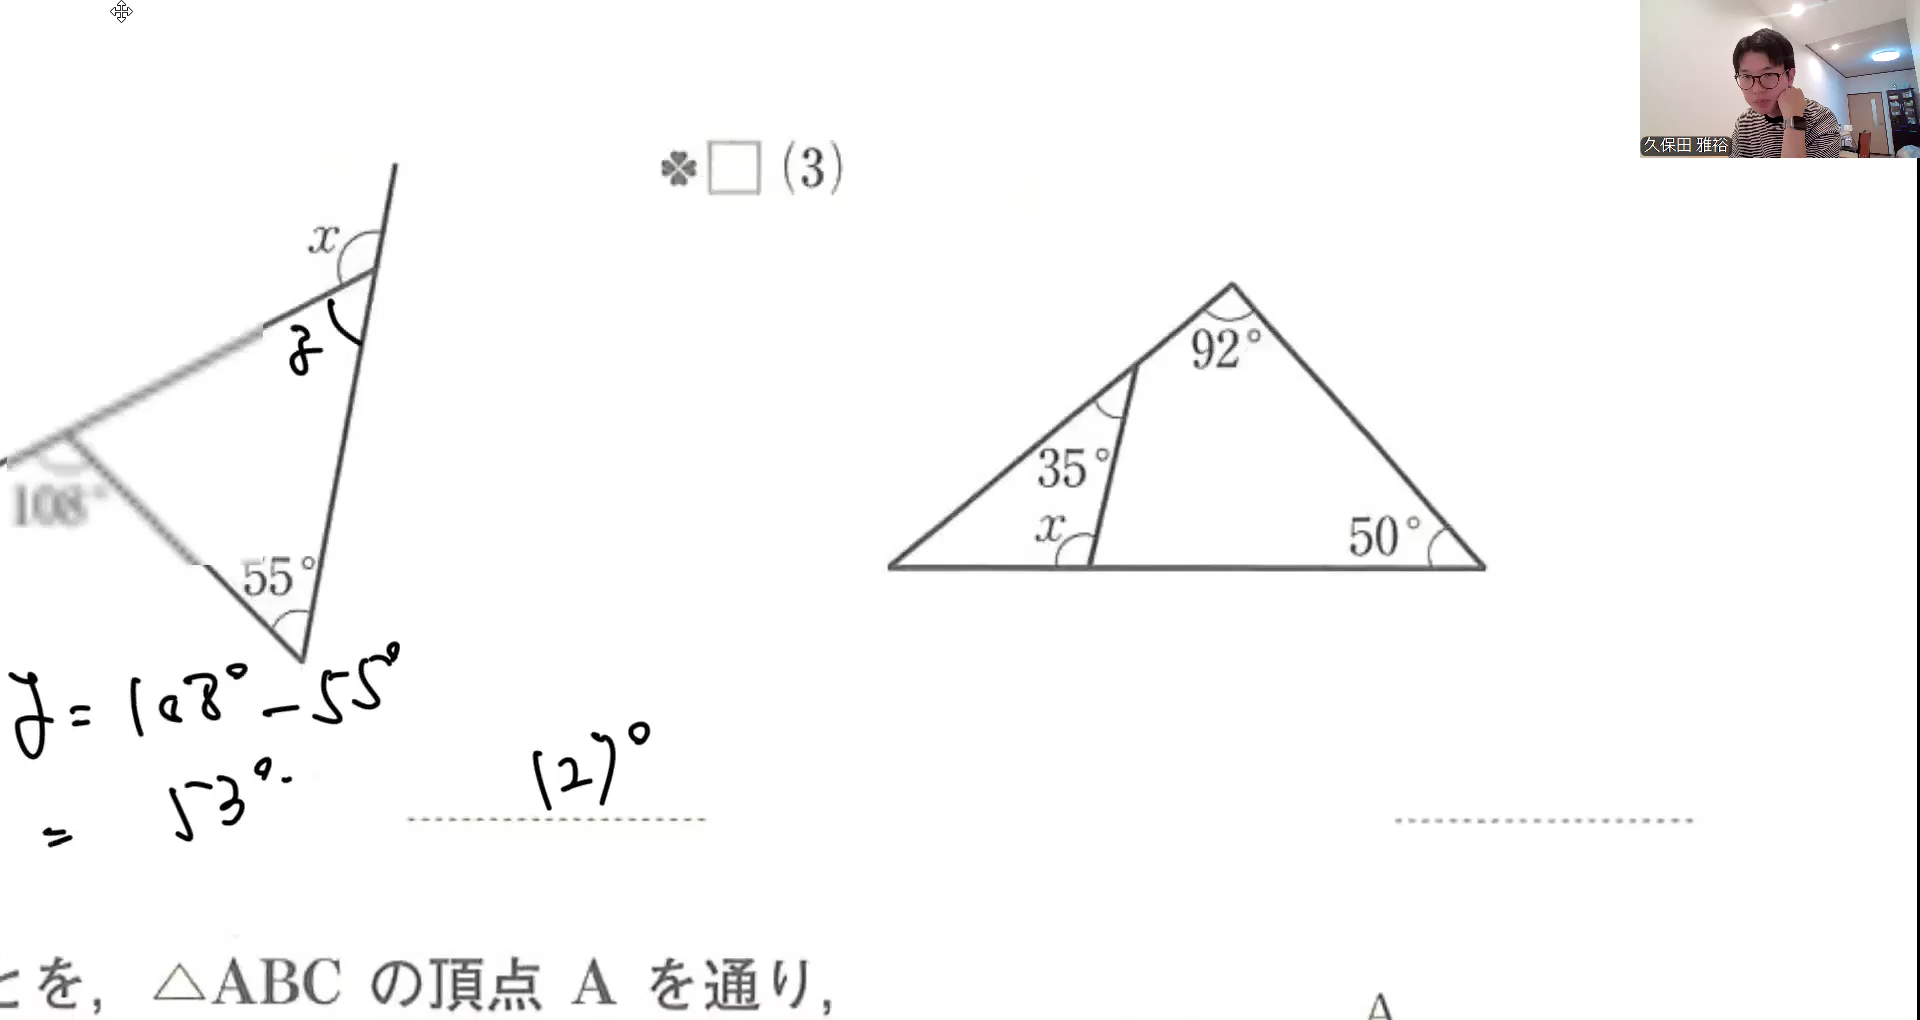 久保田 雅裕
(3)
x
y
108°
55°
92°
35°
x
50°
y = 108° - 55°
= 53°
127°
とを, △ABC の頂点 A を通り,
A